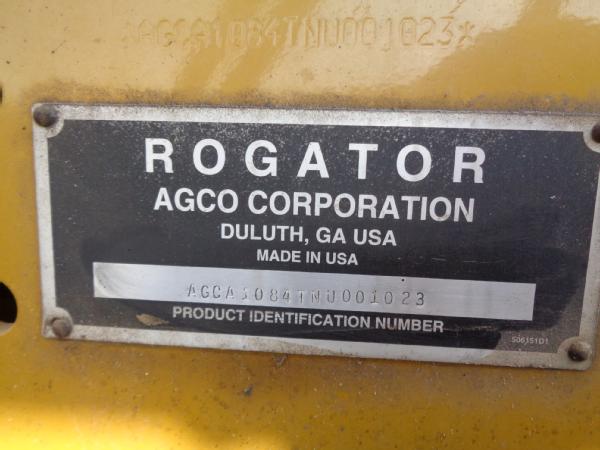 *AGCA1084TNU001023*
ROGATOR
AGCO CORPORATION
DULUTH, GA USA
MADE IN USA
AGCA1084TNU001023
PRODUCT IDENTIFICATION NUMBER
506151D1